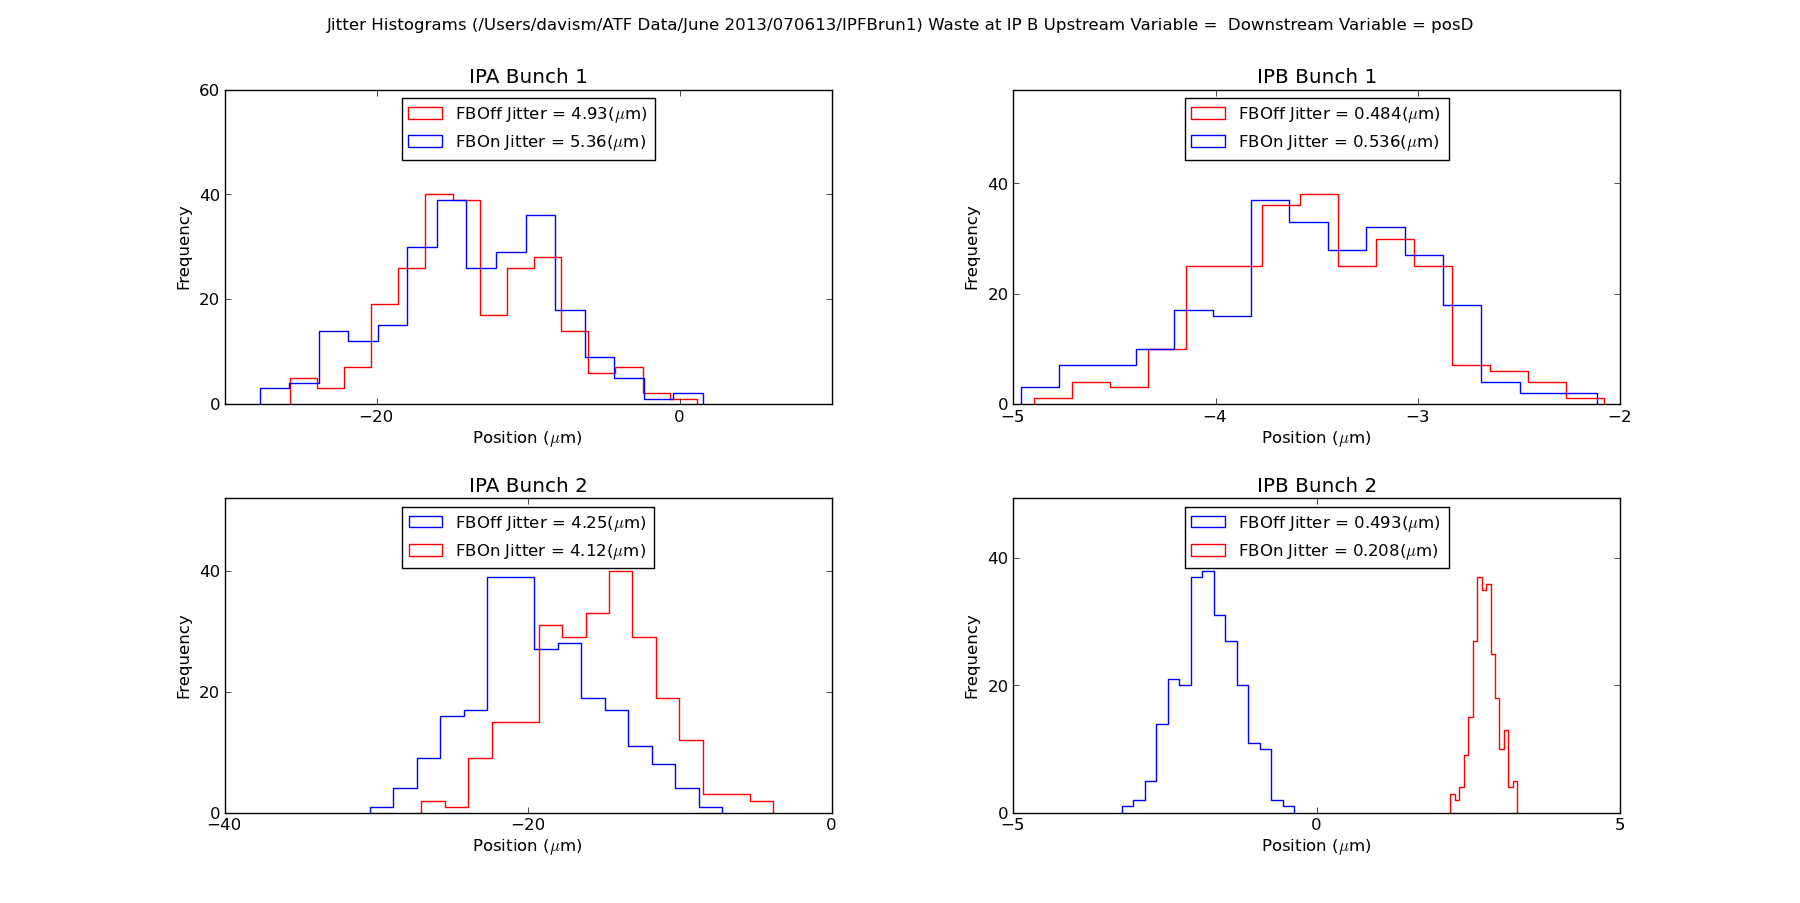 Jitter Histograms (/Users/davism/ATF Data/June 2013/070613/IPFBrun1) Waste at IP B Upstream Variable =  Downstream Variable = posD
IPA Bunch 1
FBOff Jitter = 4.93(μm)
FBOn Jitter = 5.36(μm)
60
40
20
0
Frequency
−20
0
Position (μm)
IPB Bunch 1
FBOff Jitter = 0.484(μm)
FBOn Jitter = 0.536(μm)
40
20
0
Frequency
−5
−4
−3
−2
Position (μm)
IPA Bunch 2
FBOff Jitter = 4.25(μm)
FBOn Jitter = 4.12(μm)
40
20
0
Frequency
−40
−20
0
Position (μm)
IPB Bunch 2
FBOff Jitter = 0.493(μm)
FBOn Jitter = 0.208(μm)
40
20
0
Frequency
−5
0
5
Position (μm)